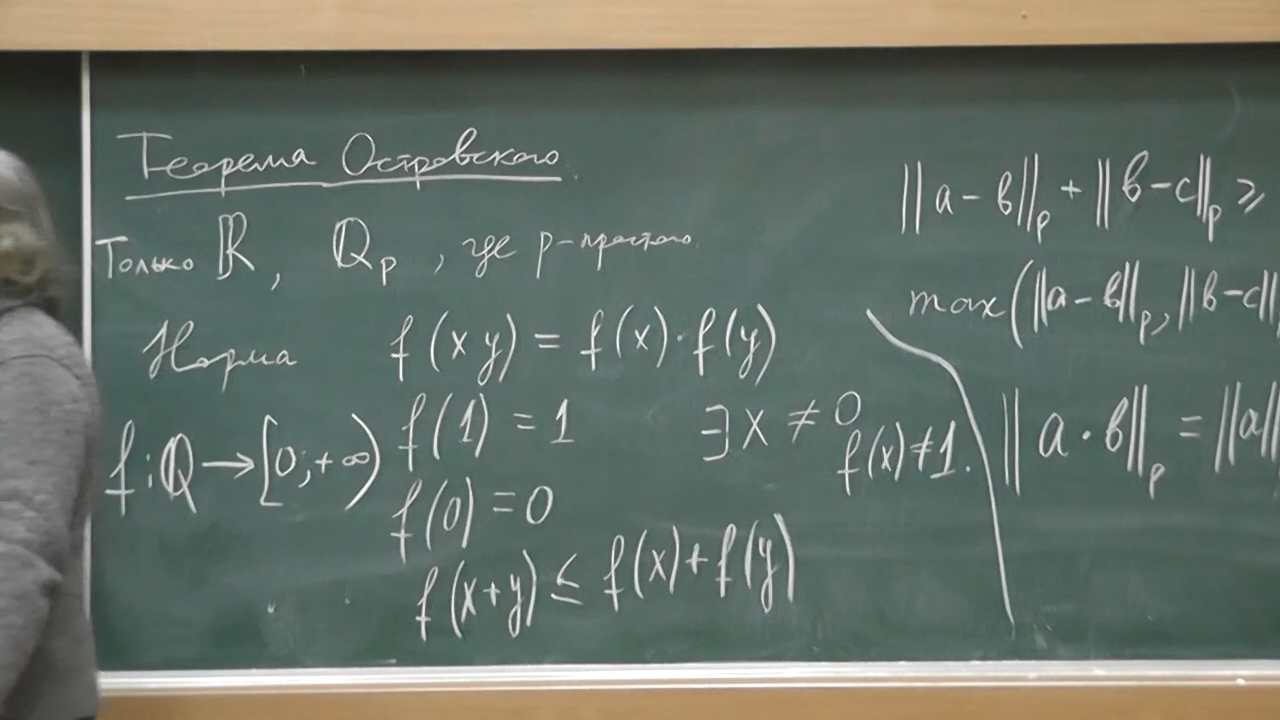 Теорема Островского
Только ℝ, ℚ_p, где p-простое.
Норма f(xy) = f(x)·f(y)
f: ℚ → [0; +∞) f(1) = 1 ∃x ≠ 0 f(x) ≠ 1.
f(0) = 0
f(x+y) ≤ f(x) + f(y)
||a - b||_p + ||b - c||_p ≥
max(||a - b||_p, ||b - c||
||a · b||_p = ||a||